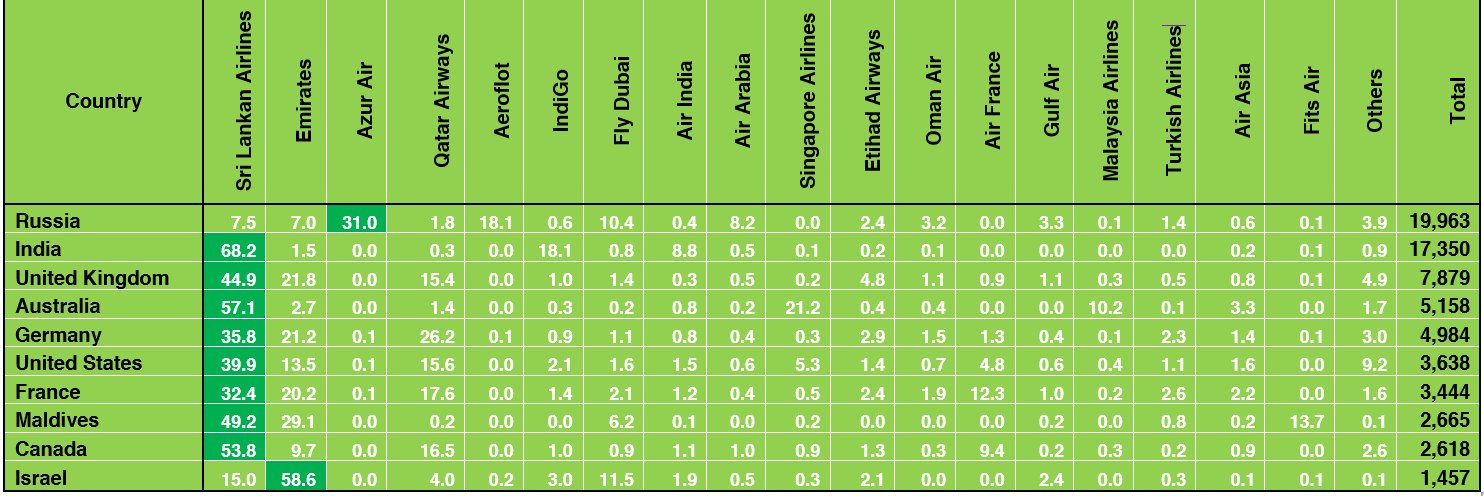 Country Sri Lankan Airlines Emirates Azur Air Qatar Airways Aeroflot IndiGo Fly Dubai Air India Air Arabia Singapore Airlines Etihad Airways Oman Air Air France Gulf Air Malaysia Airlines Turkish Airlines Air Asia Fits Air Others Total
Russia 7.5 7.0 31.0 1.8 18.1 0.6 10.4 0.4 8.2 0.0 2.4 3.2 0.0 3.3 0.1 1.4 0.6 0.1 3.9 19,963
India 68.2 1.5 0.0 0.3 0.0 18.1 0.8 8.8 0.5 0.1 0.2 0.1 0.0 0.0 0.0 0.0 0.2 0.1 0.9 17,350
United Kingdom 44.9 21.8 0.0 15.4 0.0 1.0 1.4 0.3 0.5 0.2 4.8 1.1 0.9 1.1 0.3 0.5 0.8 0.1 4.9 7,879
Australia 57.1 2.7 0.0 1.4 0.0 0.3 0.2 0.8 0.2 21.2 0.4 0.4 0.0 0.0 10.2 0.1 3.3 0.0 1.7 5,158
Germany 35.8 21.2 0.1 26.2 0.1 0.9 1.1 0.8 0.4 0.3 2.9 1.5 1.3 0.4 0.1 2.3 1.4 0.1 3.0 4,984
United States 39.9 13.5 0.1 15.6 0.0 2.1 1.6 1.5 0.6 5.3 1.4 0.7 4.8 0.6 0.4 1.1 1.6 0.0 9.2 3,638
France 32.4 20.2 0.1 17.6 0.0 1.4 2.1 1.2 0.4 0.5 2.4 1.9 12.3 1.0 0.2 2.6 2.2 0.0 1.6 3,444
Maldives 49.2 29.1 0.0 0.2 0.0 0.0 6.2 0.1 0.0 0.2 0.0 0.0 0.0 0.2 0.0 0.8 0.2 13.7 0.1 2,665
Canada 53.8 9.7 0.0 16.5 0.0 1.0 0.9 1.1 1.0 0.9 1.3 0.3 9.4 0.2 0.3 0.2 0.9 0.0 2.6 2,618
Israel 15.0 58.6 0.0 4.0 0.2 3.0 11.5 1.9 0.5 0.3 2.1 0.0 0.0 2.4 0.0 0.3 0.1 0.1 0.1 1,457